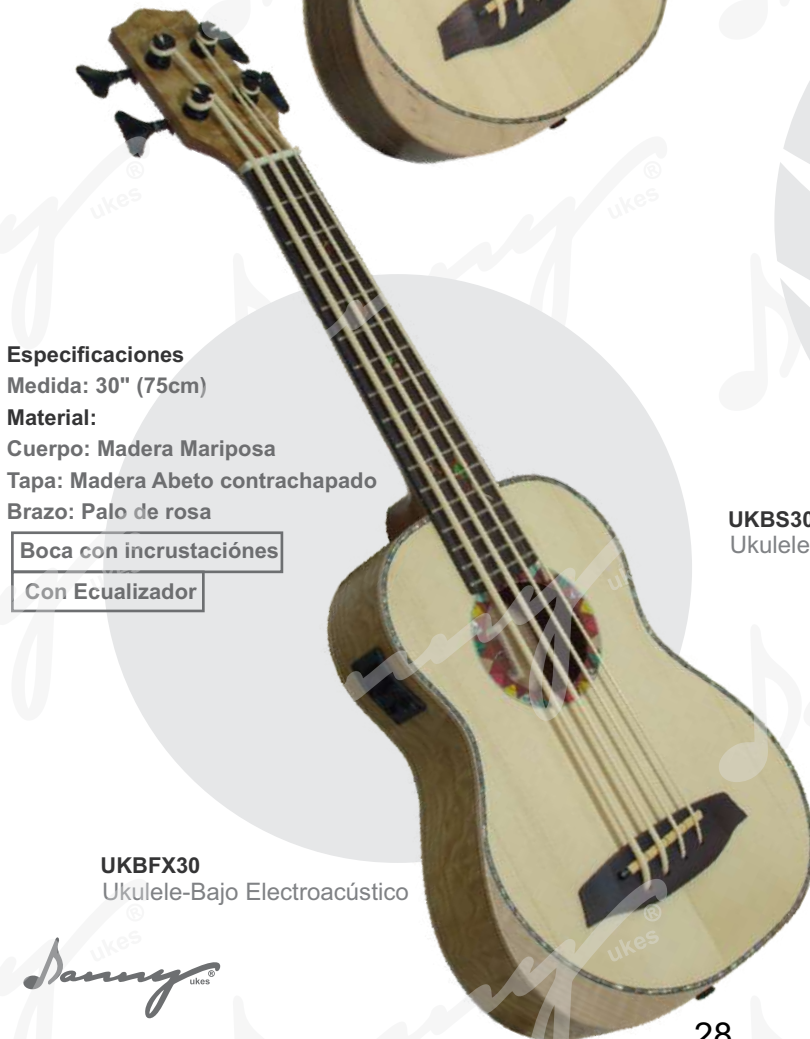 Especificaciones
Medida: 30" (75cm)
Material:
Cuerpo: Madera Mariposa
Tapa: Madera Abeto contrachapado
Brazo: Palo de rosa
Boca con incrustaciónes
Con Ecualizador
UKBS30
Ukulele
UKBFX30
Ukulele-Bajo Electroacústico
Danny ukes®
28